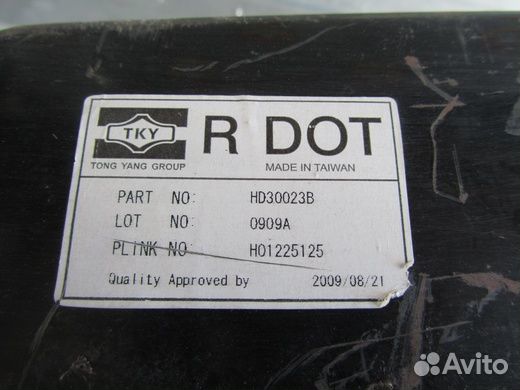 TKY
R DOT
TONG YANG GROUP
MADE IN TAIWAN
PART NO: HD30023B
LOT NO: 0909A
PLINK NO: HO1225125
Quality Approved by 2009/08/21
Avito